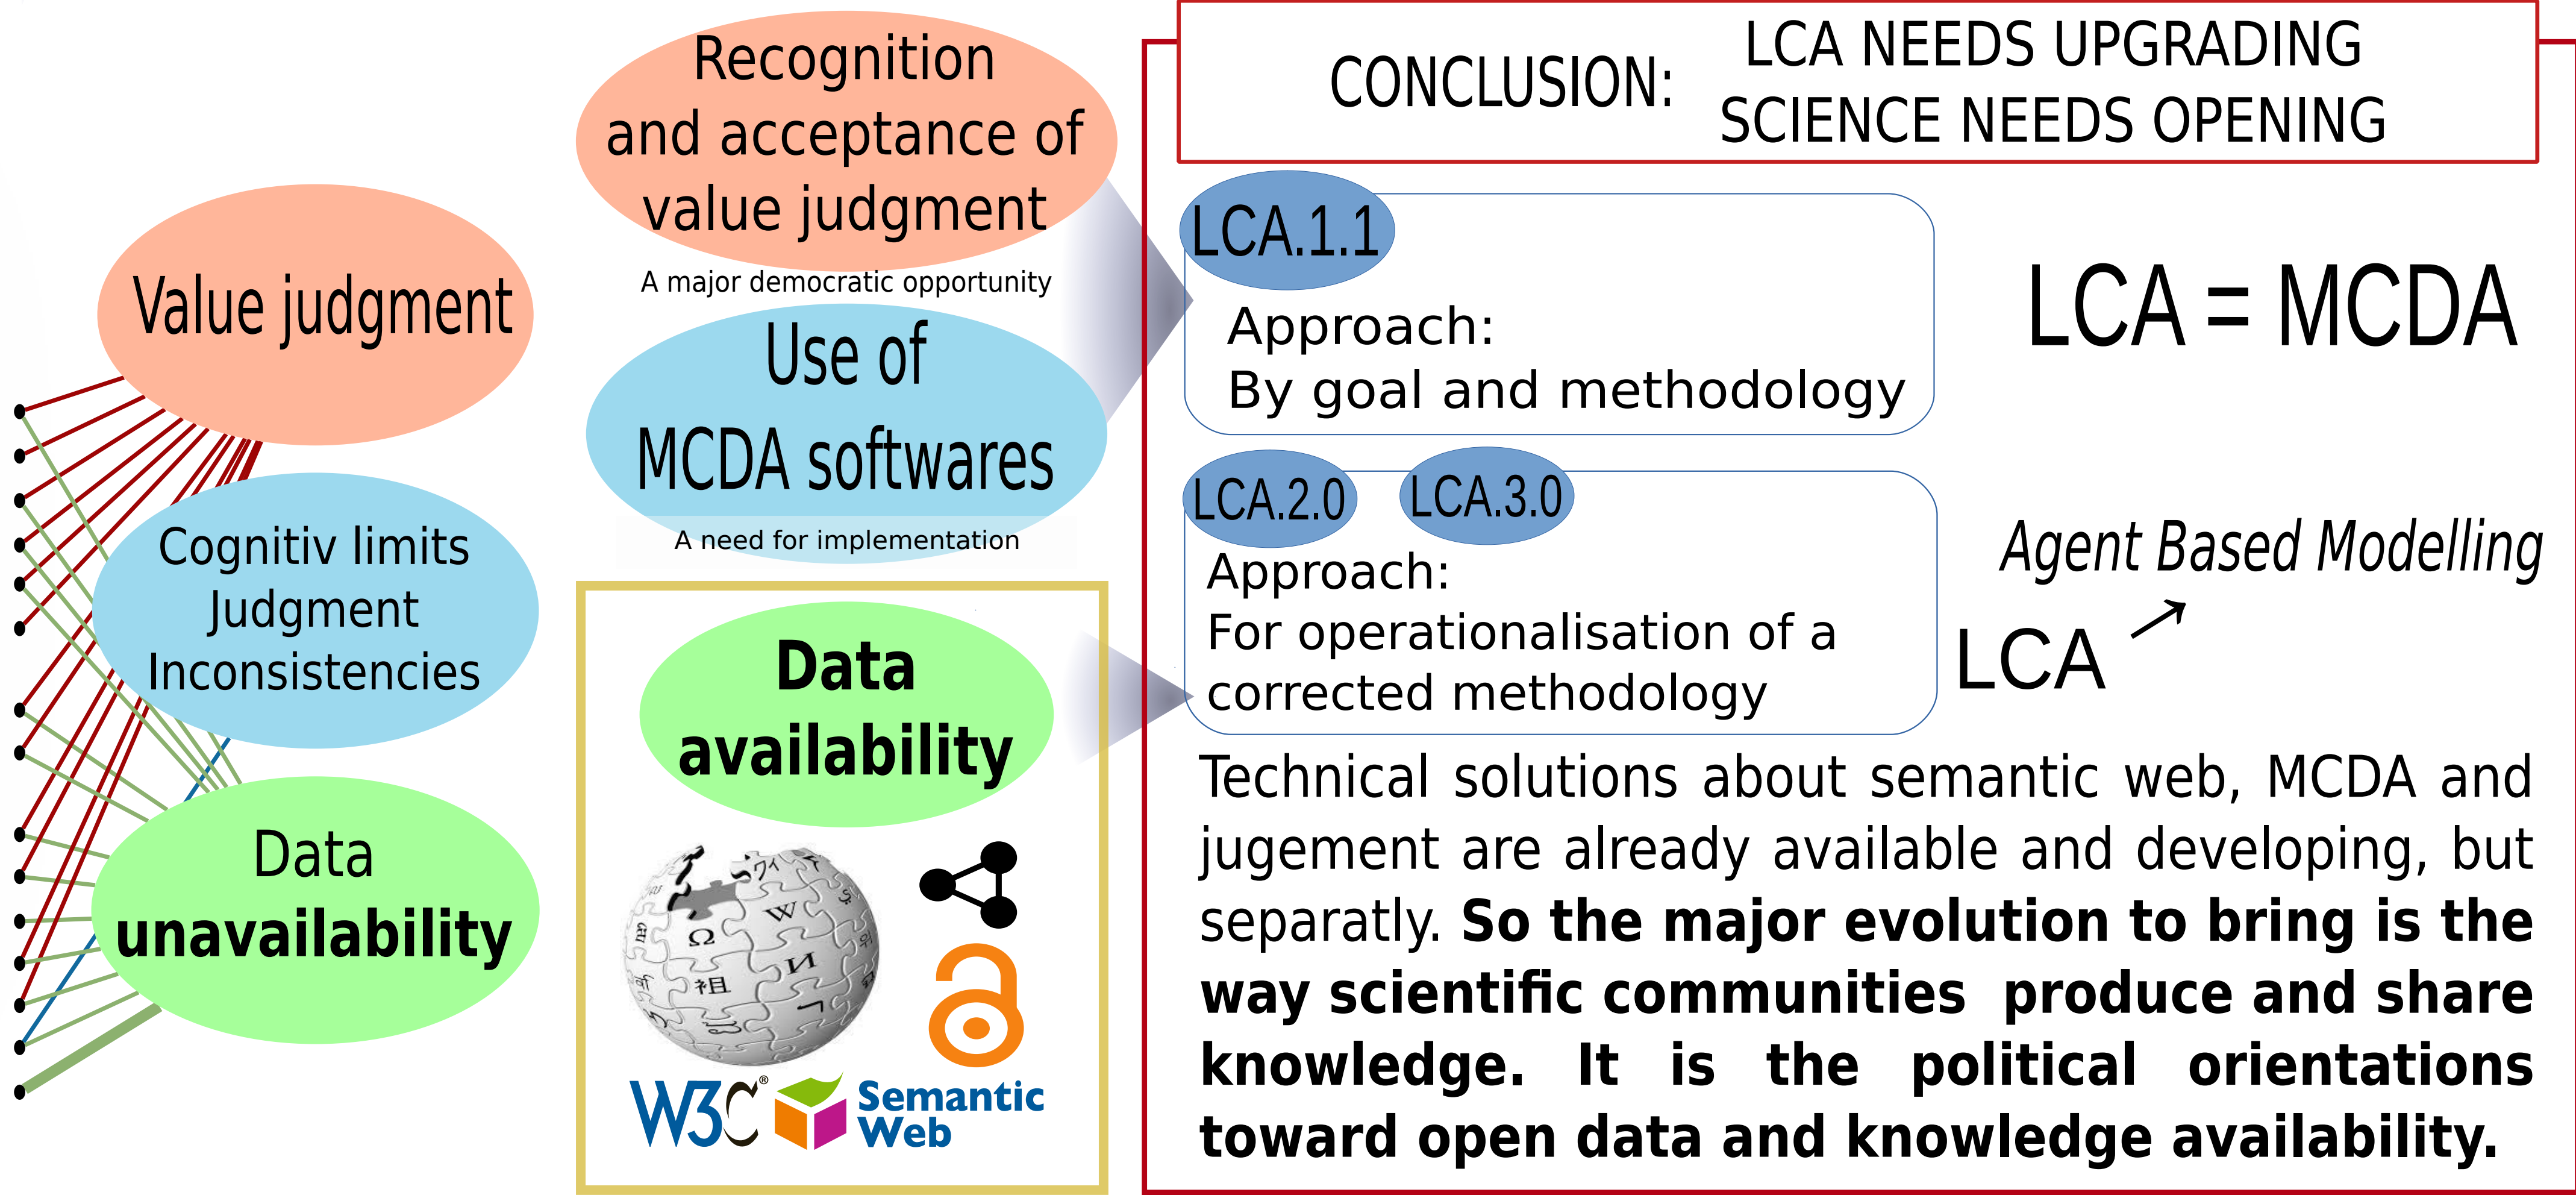 Value judgment
Cognitiv limits
Judgment
Inconsistencies
Data
unavailability
Recognition
and acceptance of
value judgment
A major democratic opportunity
Use of
MCDA softwares
A need for implementation
Data
availability
Ω
W
И
祖
W3C®
Semantic
Web
CONCLUSION:
LCA NEEDS UPGRADING
SCIENCE NEEDS OPENING
LCA.1.1
Approach:
By goal and methodology
LCA = MCDA
LCA.2.0
LCA.3.0
Approach:
For operationalisation of a
corrected methodology
Agent Based Modelling
LCA
Technical solutions about semantic web, MCDA and
jugement are already available and developing, but
separatly. So the major evolution to bring is the
way scientific communities produce and share
knowledge. It is the political orientations
toward open data and knowledge availability.